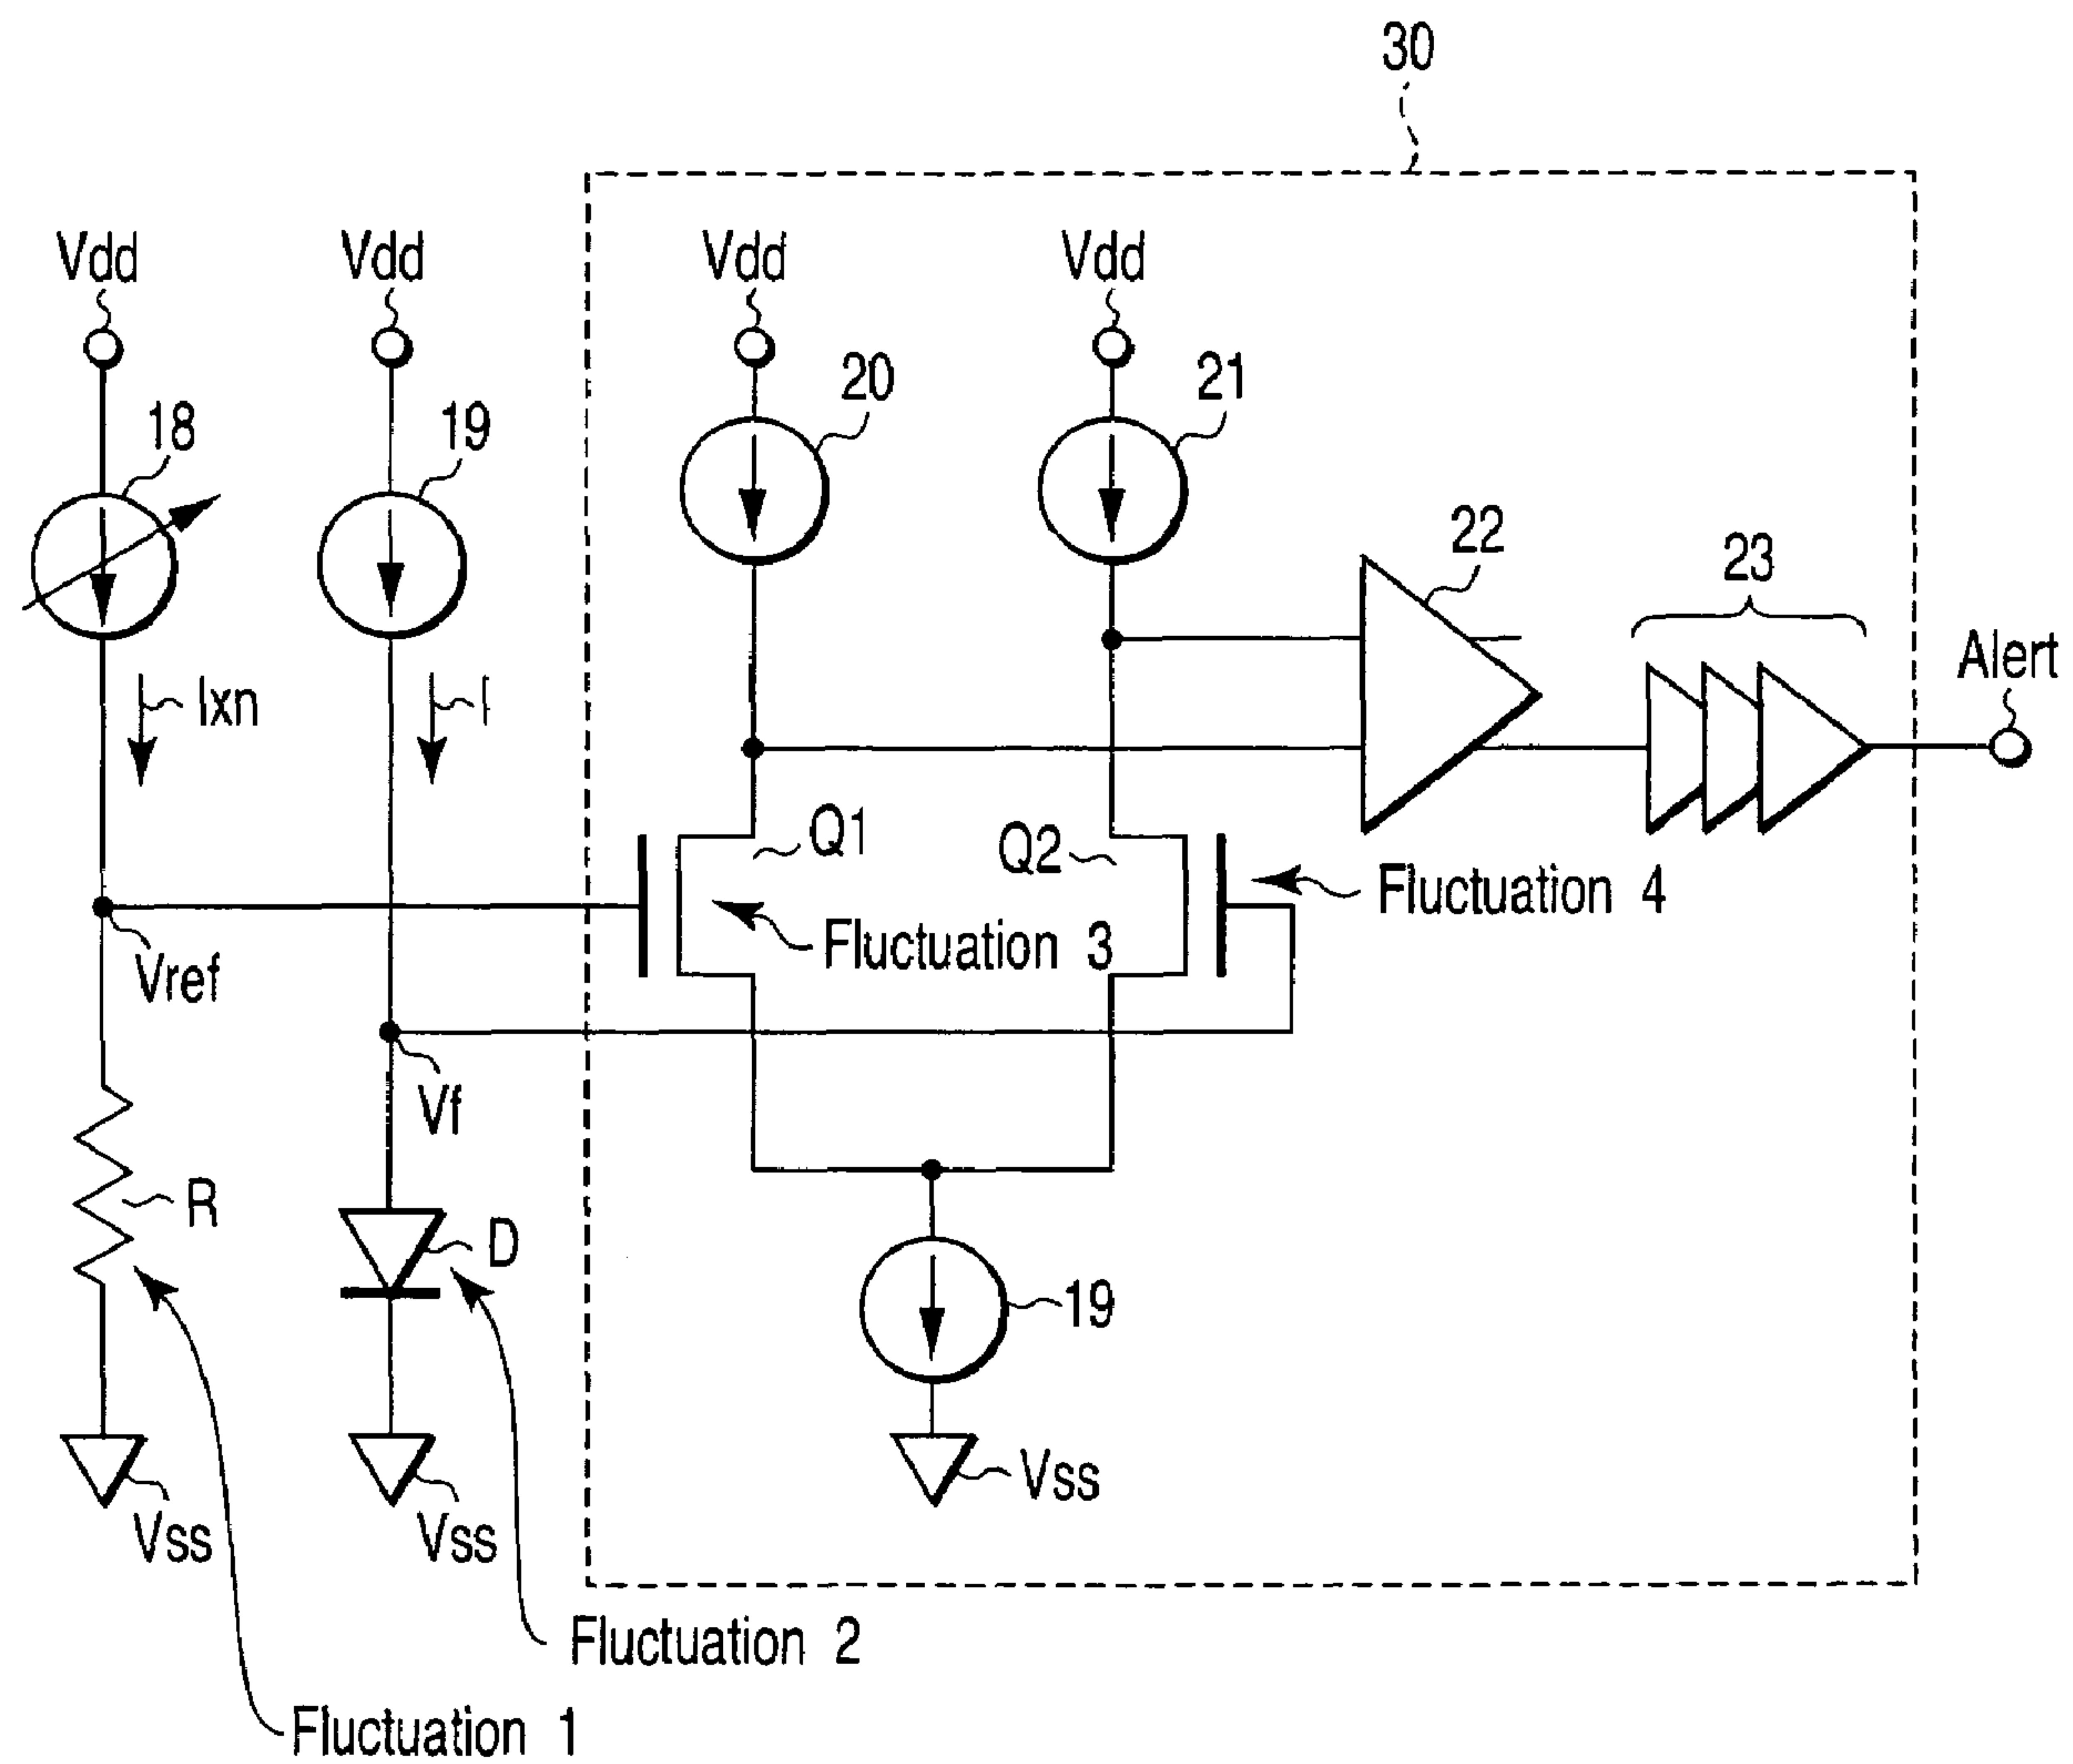 30
Vdd
Vdd
Vdd
Vdd
18
19
20
21
22
23
Alert
Ixn
I
Q1
Q2
Fluctuation 4
Fluctuation 3
Vref
Vf
R
D
19
Vss
Vss
Vss
Fluctuation 2
Fluctuation 1